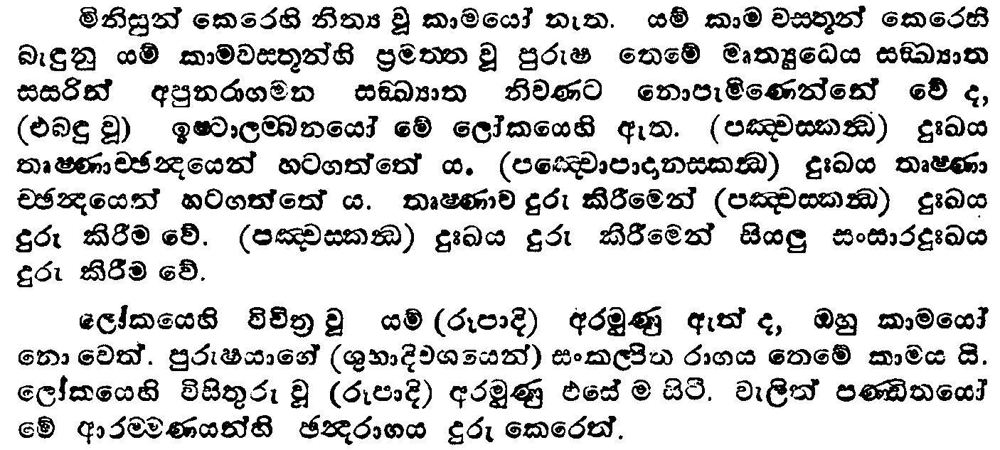 මිනිසුන් කෙරෙහි නිත්‍ය වූ කාමයෝ නැත. යම් කාම වස්තූන් කෙරෙහි
බැඳුනු යම් කාමවස්තූන්හි ප්‍රමත්ත වූ පුරුෂ තෙමේ මෘත්‍යුධෙය සඞ්ඛ්‍යාත
සසරින් අපුනරාගමන සඞ්ඛ්‍යාත නිවණට නොපැමිණෙන්නේ වේ ද,
(එබඳු වූ) ඉෂ්ටාලම්බනයෝ මේ ලෝකයෙහි ඇත. (පඤ්චස්කන්‍ධ) දුඃඛය
තෘෂ්ණාච්ඡන්‍දයෙන් හටගත්තේ ය. (පඤ්චොපාදානස්කන්‍ධ) දුඃඛය තෘෂ්ණා
ච්ඡන්‍දයෙන් හටගත්තේ ය. තෘෂ්ණාව දුරු කිරීමෙන් (පඤ්චස්කන්‍ධ) දුඃඛය
දුරු කිරීම වේ. (පඤ්චස්කන්‍ධ) දුඃඛය දුරු කිරීමෙන් සියලු සංසාරදුඃඛය
දුරු කිරීම වේ.
ලෝකයෙහි විචිත්‍ර වූ යම් (රූපාදි) අරමුණු ඇත් ද, ඔහු කාමයෝ
නො වෙත්. පුරුෂයාගේ (ශුභාදිවශයෙන්) සංකල්පිත රාගය තෙමේ කාමය යි.
ලෝකයෙහි විසිතුරු වූ (රූපාදි) අරමුණු එසේ ම සිටී. වැලින් පණ්ඩිතයෝ
මේ ආරම්මණයන්හි ඡන්‍දරාගය දුරු කෙරෙත්.